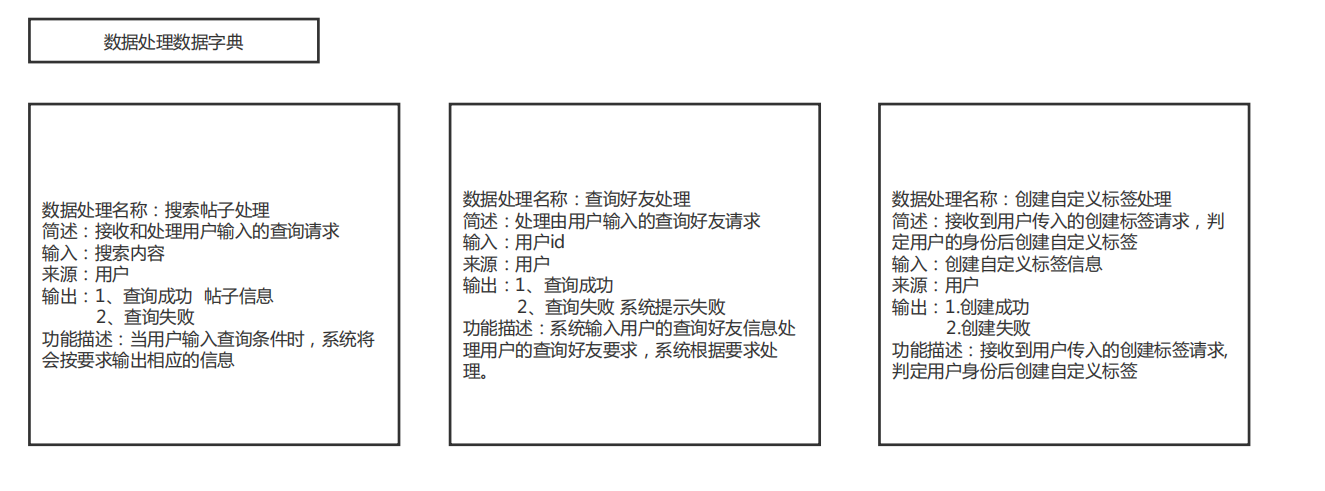 数据处理数据字典
数据处理名称：搜索帖子处理
简述：接收和处理用户输入的查询请求
输入：搜索内容
来源：用户
输出：1、查询成功  帖子信息
2、查询失败
功能描述：当用户输入查询条件时，系统将
会按要求输出相应的信息
数据处理名称：查询好友处理
简述：处理由用户输入的查询好友请求
输入：用户id
来源：用户
输出：1、查询成功
2、查询失败 系统提示失败
功能描述：系统输入用户的查询好友信息处
理用户的查询好友要求，系统根据要求处
理。
数据处理名称：创建自定义标签处理
简述：接收到用户传入的创建标签请求，判
定用户的身份后创建自定义标签
输入：创建自定义标签信息
来源：用户
输出：1.创建成功
2.创建失败
功能描述：接收到用户传入的创建标签请求,
判定用户身份后创建自定义标签